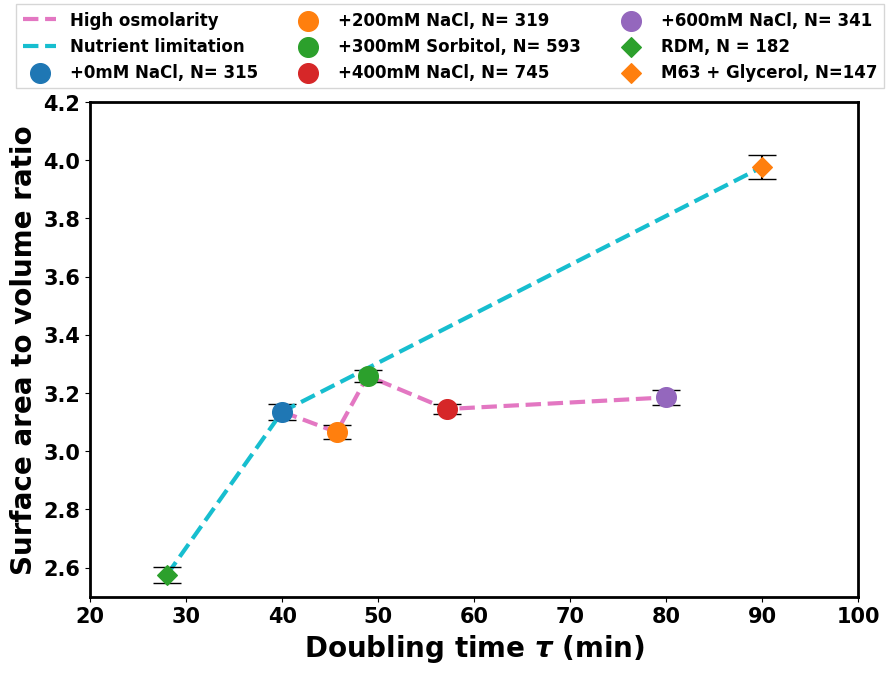 High osmolarity
Nutrient limitation
+0mM NaCl, N= 315
+200mM NaCl, N= 319
+300mM Sorbitol, N= 593
+400mM NaCl, N= 745
+600mM NaCl, N= 341
RDM, N = 182
M63 + Glycerol, N=147
Surface area to volume ratio
4.2
4.0
3.8
3.6
3.4
3.2
3.0
2.8
2.6
20 30 40 50 60 70 80 90 100
Doubling time τ (min)